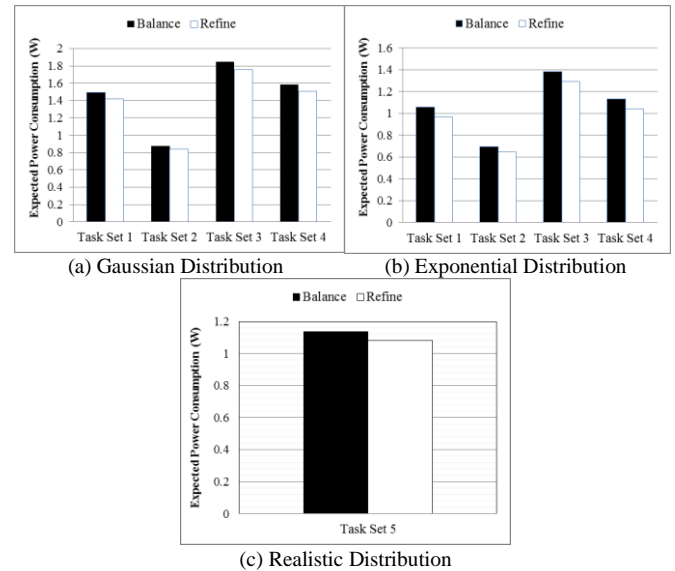 Balance Refine
Expected Power Consumption (W)
2
1.8
1.6
1.4
1.2
1
0.8
0.6
0.4
0.2
0
Task Set 1 Task Set 2 Task Set 3 Task Set 4
(a) Gaussian Distribution
Balance Refine
Expected Power Consumption (W)
1.6
1.4
1.2
1
0.8
0.6
0.4
0.2
0
Task Set 1 Task Set 2 Task Set 3 Task Set 4
(b) Exponential Distribution
Balance Refine
Expected Power Consumption (W)
1.2
1
0.8
0.6
0.4
0.2
0
Task Set 5
(c) Realistic Distribution